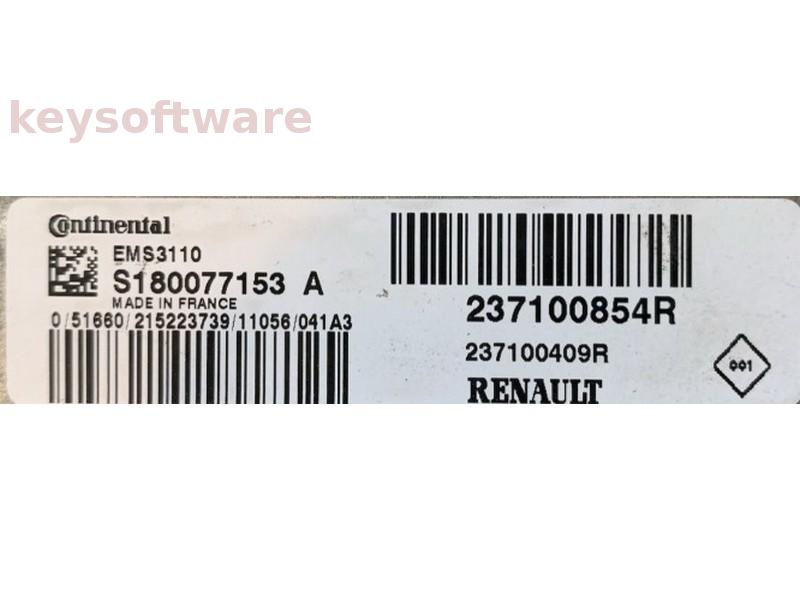 keysoftware
Continental
EMS3110
S180077153 A
MADE IN FRANCE
0/51660/215223739/11056/041A3
237100854R
237100409R
RENAULT
001